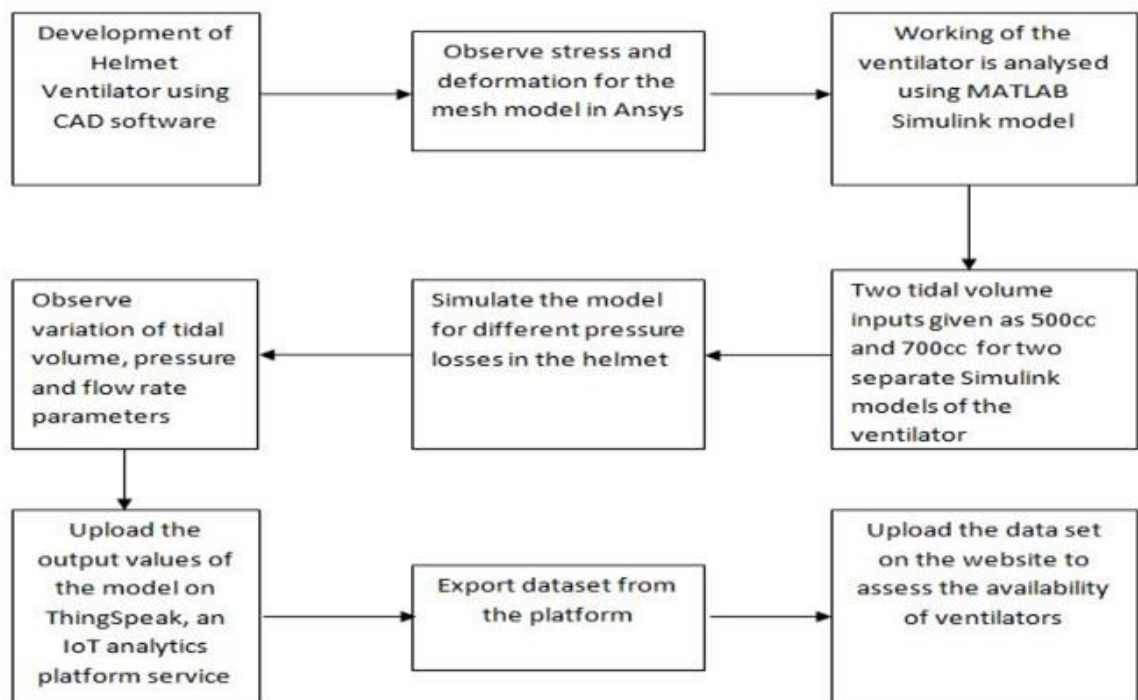 Development of
Helmet
Ventilator using
CAD software
Observe stress and
deformation for the
mesh model in Ansys
Working of the
ventilator is analysed
using MATLAB
Simulink model
Two tidal volume
inputs given as 500cc
and 700cc for two
separate Simulink
models of the
ventilator
Simulate the model
for different pressure
losses in the helmet
Observe
variation of tidal
volume, pressure
and flow rate
parameters
Upload the
output values of
the model on
ThingSpeak, an
IoT analytics
platform service
Export dataset from
the platform
Upload the data set
on the website to
assess the availability
of ventilators